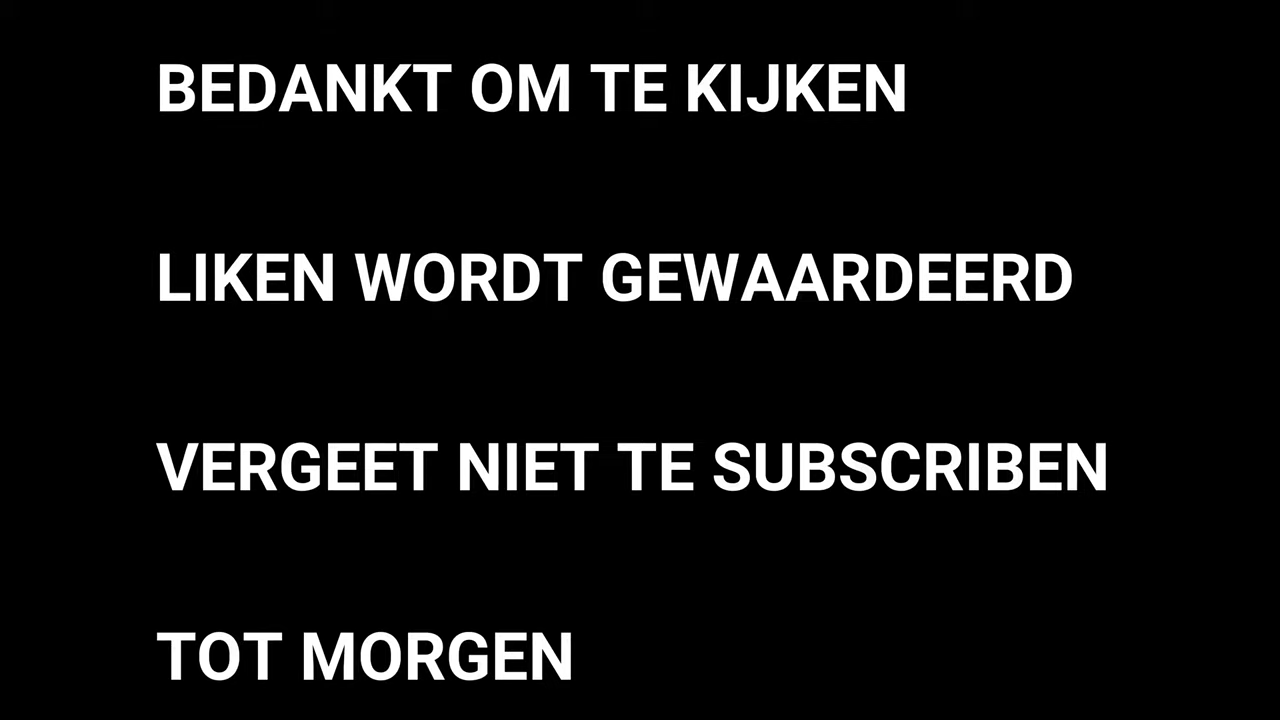 BEDANKT OM TE KIJKEN
LIKEN WORDT GEWAARDEERD
VERGEET NIET TE SUBSCRIBEN
TOT MORGEN